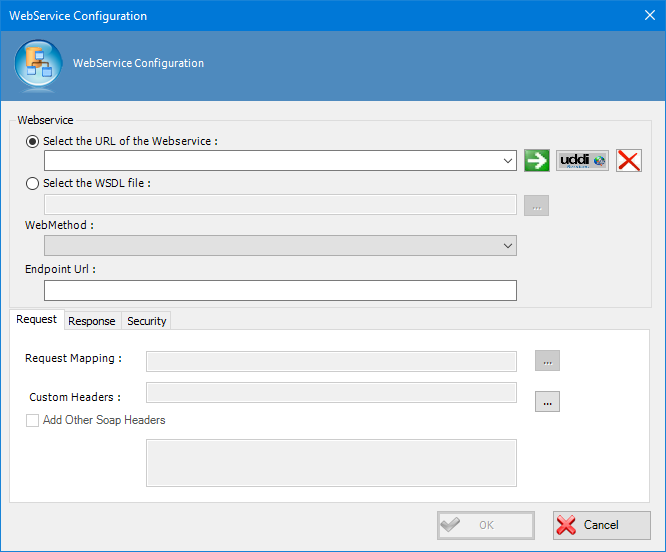 WebService Configuration
WebService Configuration
Webservice
Select the URL of the Webservice :
uddi
Select the WSDL file :
...
WebMethod :
Endpoint Url :
Request Response Security
Request Mapping :
...
Custom Headers :
...
Add Other Soap Headers
OK Cancel